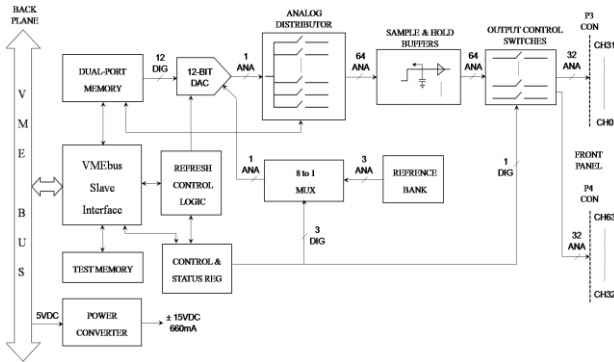 BACK
PLANE
V M E B U S
DUAL-PORT
MEMORY
12
DIG
12-BIT
DAC
1
ANA
ANALOG
DISTRIBUTOR
64
ANA
SAMPLE & HOLD
BUFFERS
64
ANA
OUTPUT CONTROL
SWITCHES
32
ANA
P3
CON
CH31
CH0
VMEbus
Slave
Interface
REFRESH
CONTROL
LOGIC
1
ANA
8 to 1
MUX
3
ANA
REFRENCE
BANK
1
DIG
FRONT
PANEL
P4
CON
CH63
32
ANA
CH32
TEST MEMORY
CONTROL &
STATUS REG
3
DIG
5VDC
POWER
CONVERTER
± 15VDC
660mA